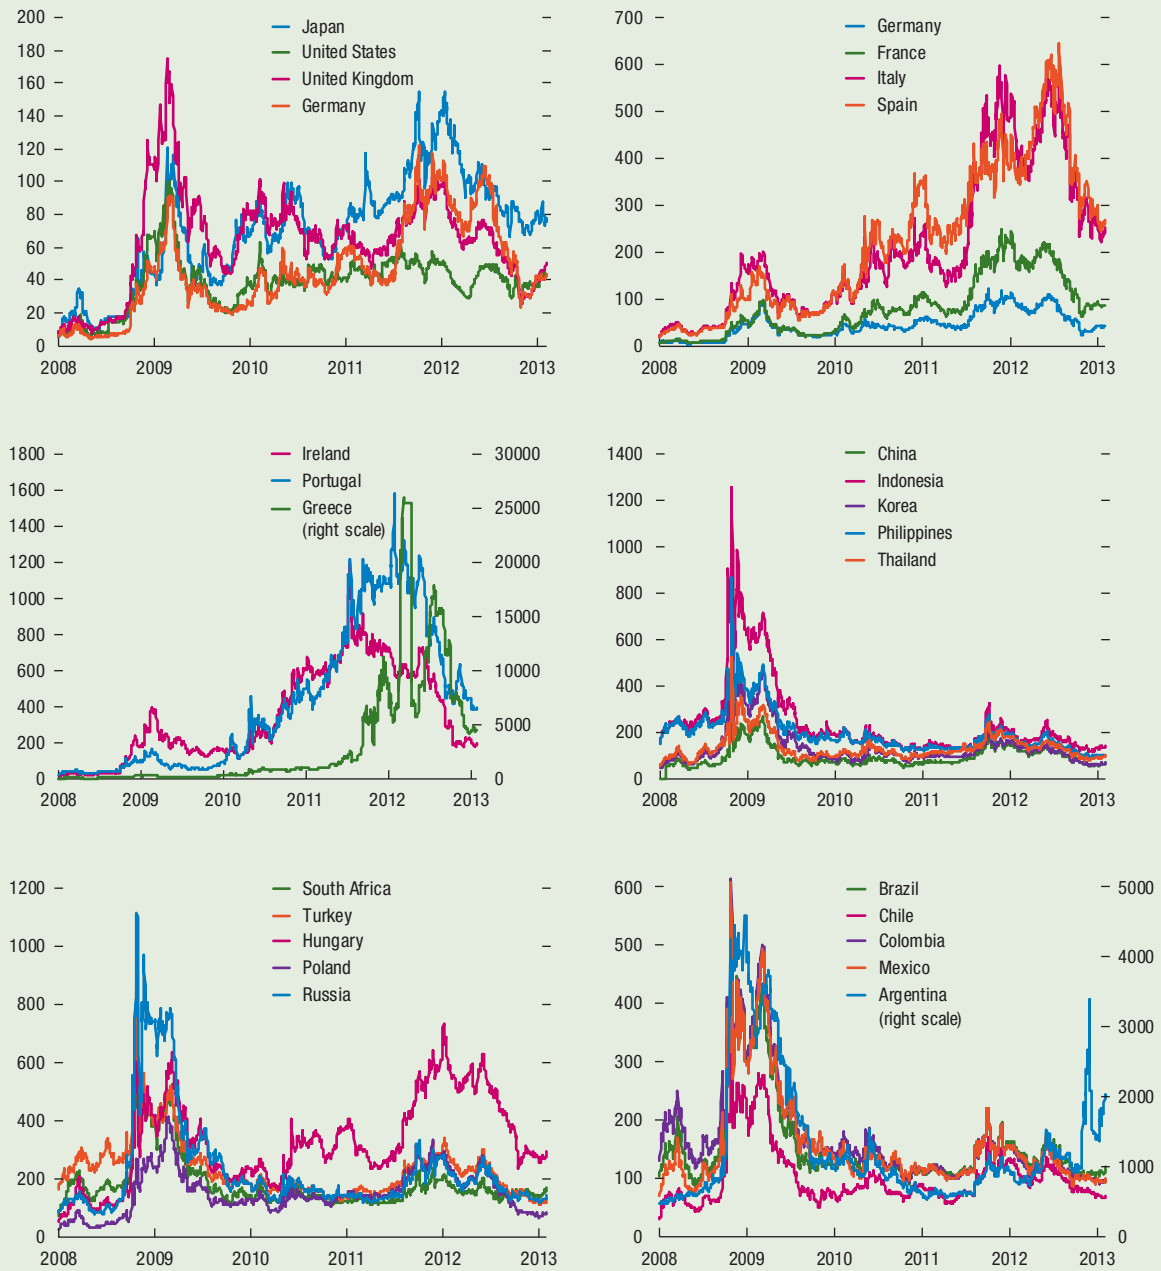 200
180
160
140
120
100
80
60
40
20
0
Japan
United States
United Kingdom
Germany
2008 2009 2010 2011 2012 2013
700
600
500
400
300
200
100
0
Germany
France
Italy
Spain
2008 2009 2010 2011 2012 2013
1800
1600
1400
1200
1000
800
600
400
200
0
Ireland
Portugal
Greece
(right scale)
30000
25000
20000
15000
10000
5000
0
2008 2009 2010 2011 2012 2013
1400
1200
1000
800
600
400
200
0
China
Indonesia
Korea
Philippines
Thailand
2008 2009 2010 2011 2012 2013
1200
1000
800
600
400
200
0
South Africa
Turkey
Hungary
Poland
Russia
2008 2009 2010 2011 2012 2013
600
500
400
300
200
100
0
Brazil
Chile
Colombia
Mexico
Argentina
(right scale)
5000
4000
3000
2000
1000
0
2008 2009 2010 2011 2012 2013